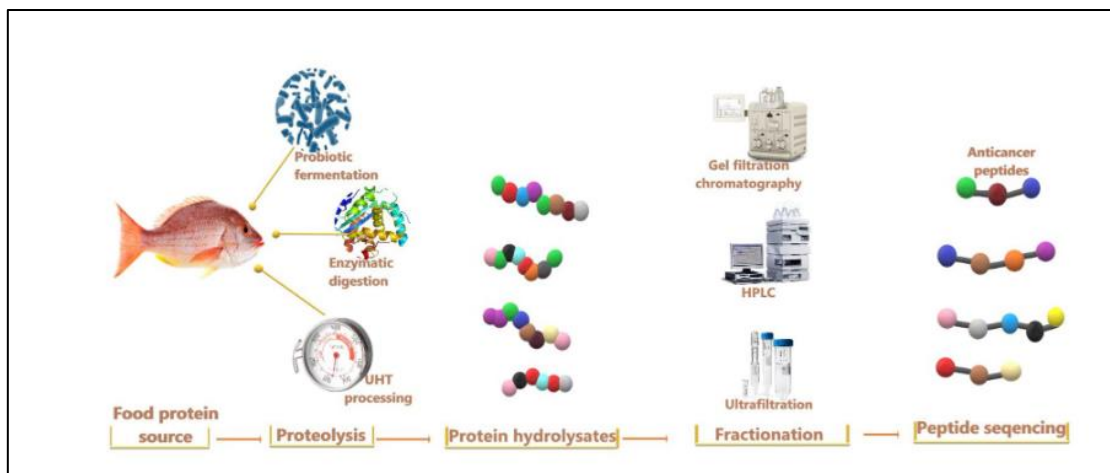 Probiotic
fermentation
Enzymatic
digestion
UHT
processing
Gel filtration
chromatography
HPLC
Ultrafiltration
Anticancer
peptides
Food protein
source
Proteolysis
Protein hydrolysates
Fractionation
Peptide seqencing